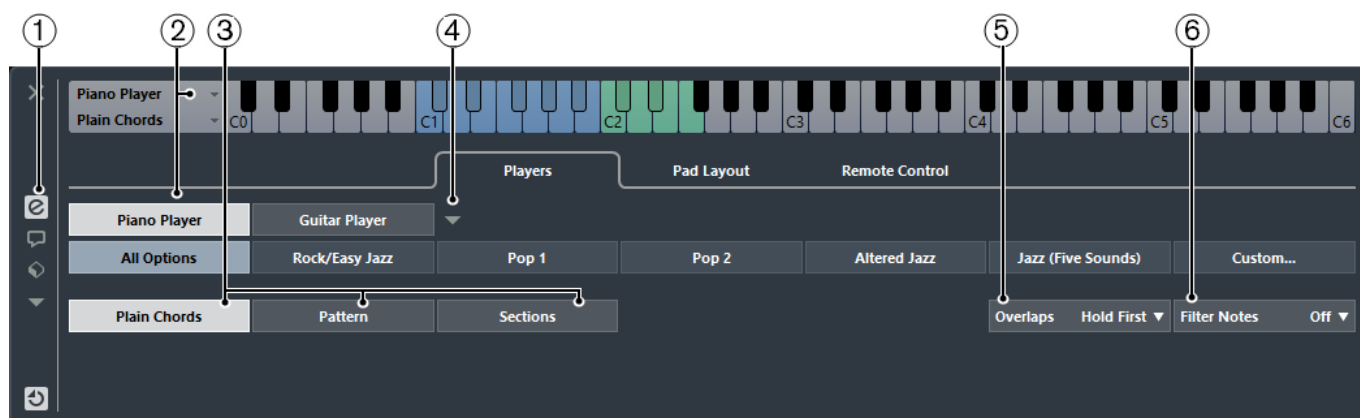 1 2 3 4 5 6
Piano Player
Plain Chords
C0 C1 C2 C3 C4 C5 C6
Players Pad Layout Remote Control
Piano Player Guitar Player
All Options Rock/Easy Jazz Pop 1 Pop 2 Altered Jazz Jazz (Five Sounds) Custom...
Plain Chords Pattern Sections Overlaps Hold First ▼ Filter Notes Off ▼